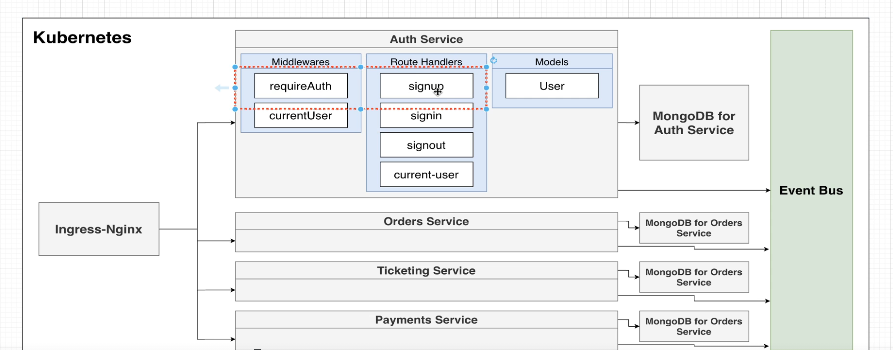 Kubernetes
Auth Service
Middlewares
Route Handlers
Models
requireAuth
signup
User
currentUser
signin
signout
current-user
MongoDB for
Auth Service
Event Bus
Ingress-Nginx
Orders Service
MongoDB for Orders
Service
Ticketing Service
MongoDB for Orders
Service
Payments Service
MongoDB for Orders
Service